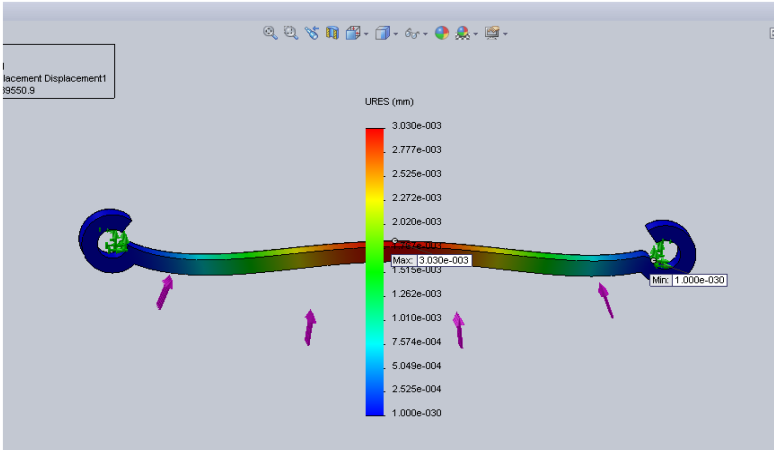 lacement Displacement1
39550.9
URES (mm)
3.030e-003
2.777e-003
2.525e-003
2.272e-003
2.020e-003
Max: 3.030e-003
1.515e-003
1.262e-003
1.010e-003
7.574e-004
5.049e-004
2.525e-004
1.000e-030
Min: 1.000e-030